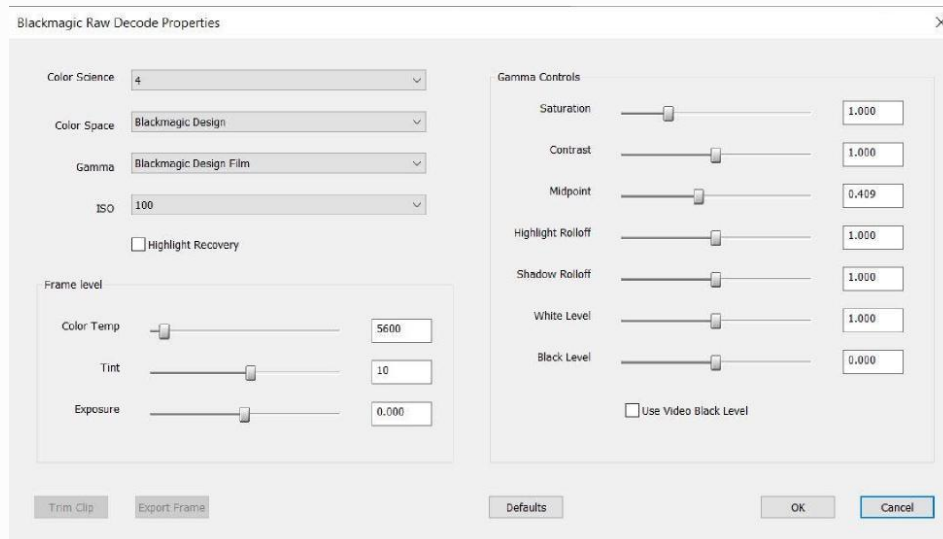 Blackmagic Raw Decode Properties
Color Science 4
Color Space Blackmagic Design
Gamma Blackmagic Design Film
ISO 100
Highlight Recovery
Frame level
Color Temp 5600
Tint 10
Exposure 0.000
Gamma Controls
Saturation 1.000
Contrast 1.000
Midpoint 0.409
Highlight Rolloff 1.000
Shadow Rolloff 1.000
White Level 1.000
Black Level 0.000
Use Video Black Level
Trim Clip Export Frame Defaults OK Cancel